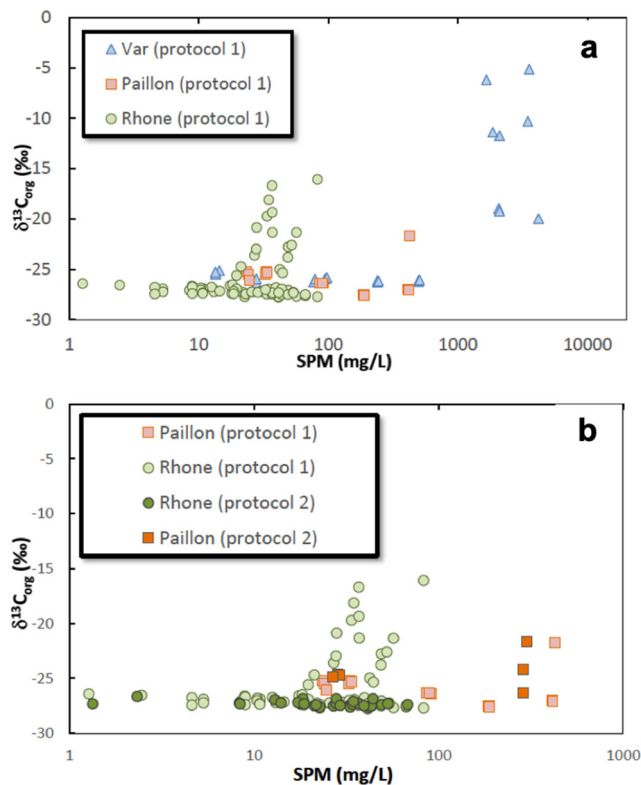 a
0
-5
-10
-15
-20
-25
-30
δ13Corg (‰)
Var (protocol 1)
Paillon (protocol 1)
Rhone (protocol 1)
1 10 100 1000 10000
SPM (mg/L)
b
0
-5
-10
-15
-20
-25
-30
δ13Corg (‰)
Paillon (protocol 1)
Rhone (protocol 1)
Rhone (protocol 2)
Paillon (protocol 2)
1 10 100 1000
SPM (mg/L)